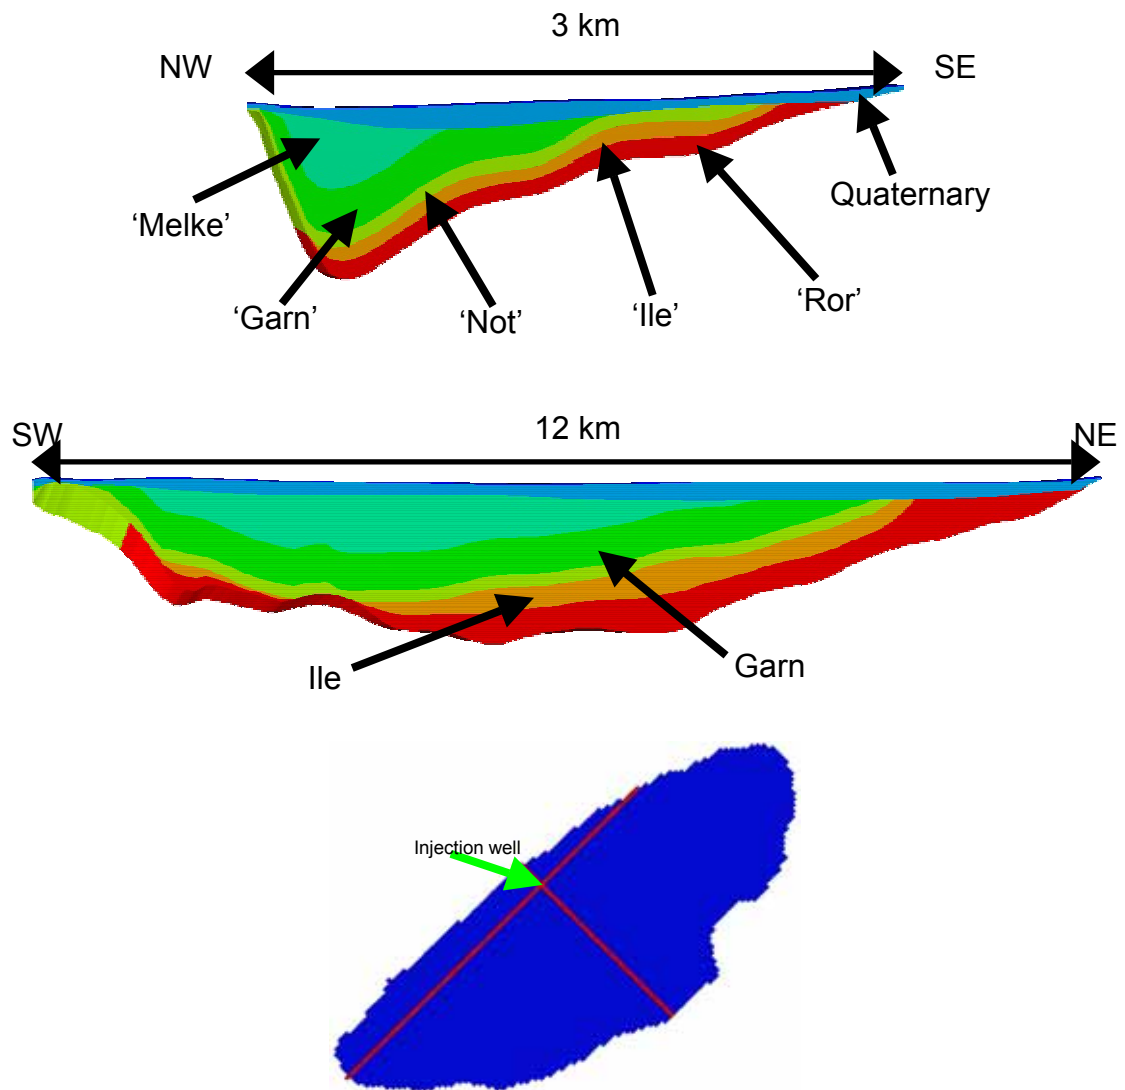 3 km
NW
SE
Quaternary
‘Melke’
‘Garn’
‘Not’
‘Ile’
‘Ror’
12 km
SW
NE
Ile
Garn
Injection well